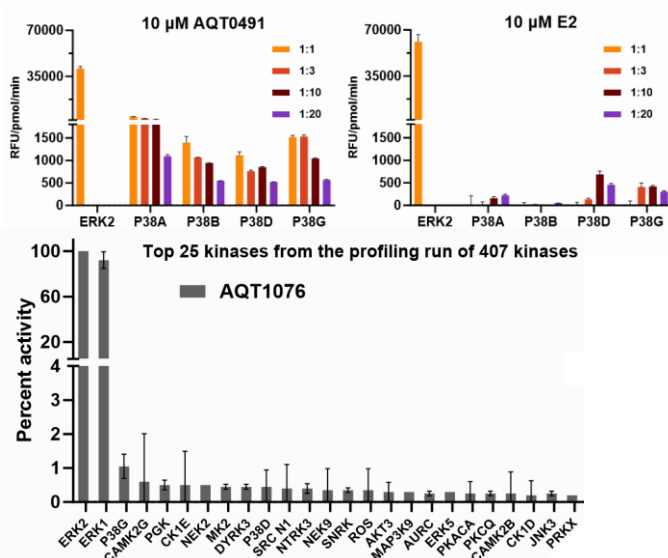 10 µM AQT0491
70000
35000
1500
1000
500
0
RFU/pmol/min
1:1
1:3
1:10
1:20
ERK2 P38A P38B P38D P38G
10 µM E2
70000
35000
1500
1000
500
0
RFU/pmol/min
1:1
1:3
1:10
1:20
ERK2 P38A P38B P38D P38G
Top 25 kinases from the profiling run of 407 kinases
AQT1076
Percent activity
100
80
60
40
20
4
3
2
1
0
ERK2
ERK1
P38G
CAMK2G
PGK
CK1E
NEK2
MK2
DYRK3
P38D
SRC N1
NTRK3
NEK9
SNRK
ROS
AKT3
MAP3K9
AURC
ERK5
PKACA
PKCQ
CAMK2B
CK1D
JNK3
PRKX